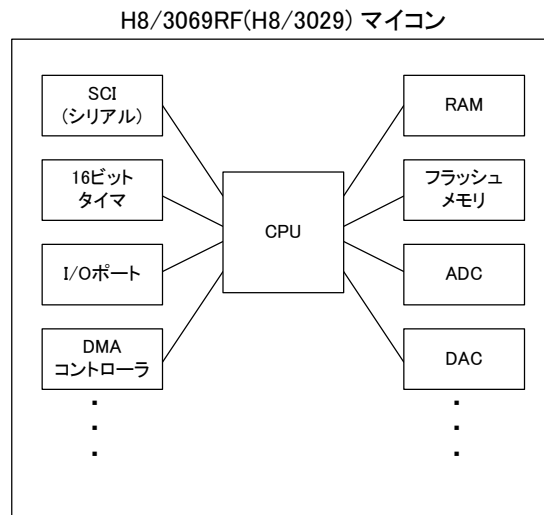 H8/3069RF(H8/3029) マイコン
SCI
(シリアル)
16ビット
タイマ
I/Oポート
DMA
コントローラ
CPU
RAM
フラッシュ
メモリ
ADC
DAC